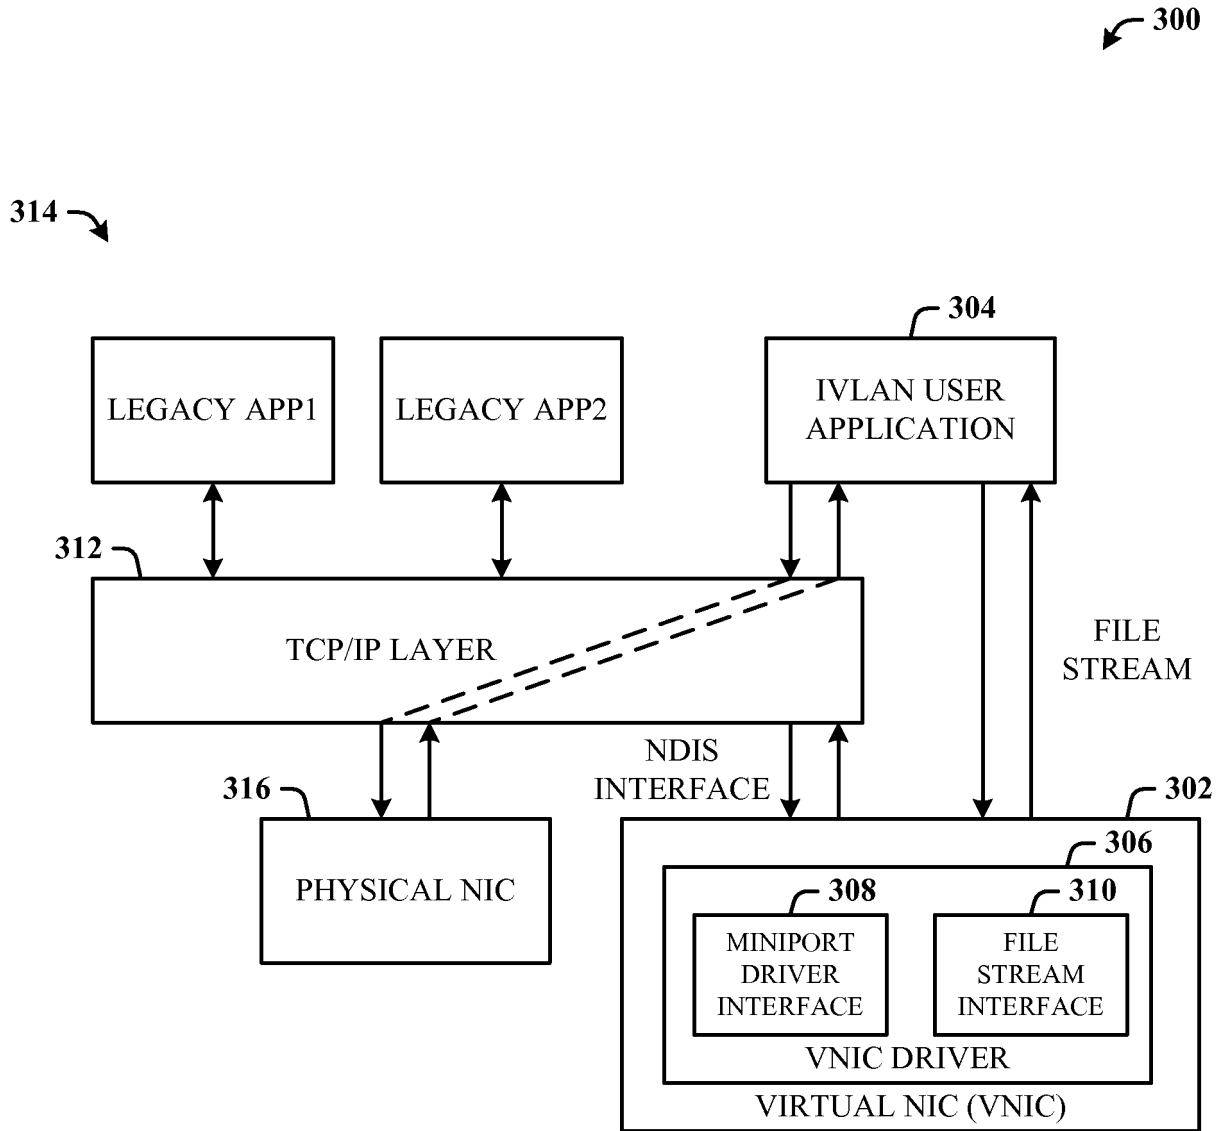 300
314
304
LEGACY APP1
LEGACY APP2
IVLAN USER
APPLICATION
312
TCP/IP LAYER
FILE
STREAM
NDIS
INTERFACE
316
302
PHYSICAL NIC
306
308
310
MINIPORT
DRIVER
INTERFACE
FILE
STREAM
INTERFACE
VNIC DRIVER
VIRTUAL NIC (VNIC)